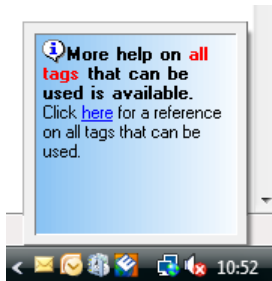 More help on all
tags that can be
used is available.
Click here for a reference
on all tags that can be
used.
10:52